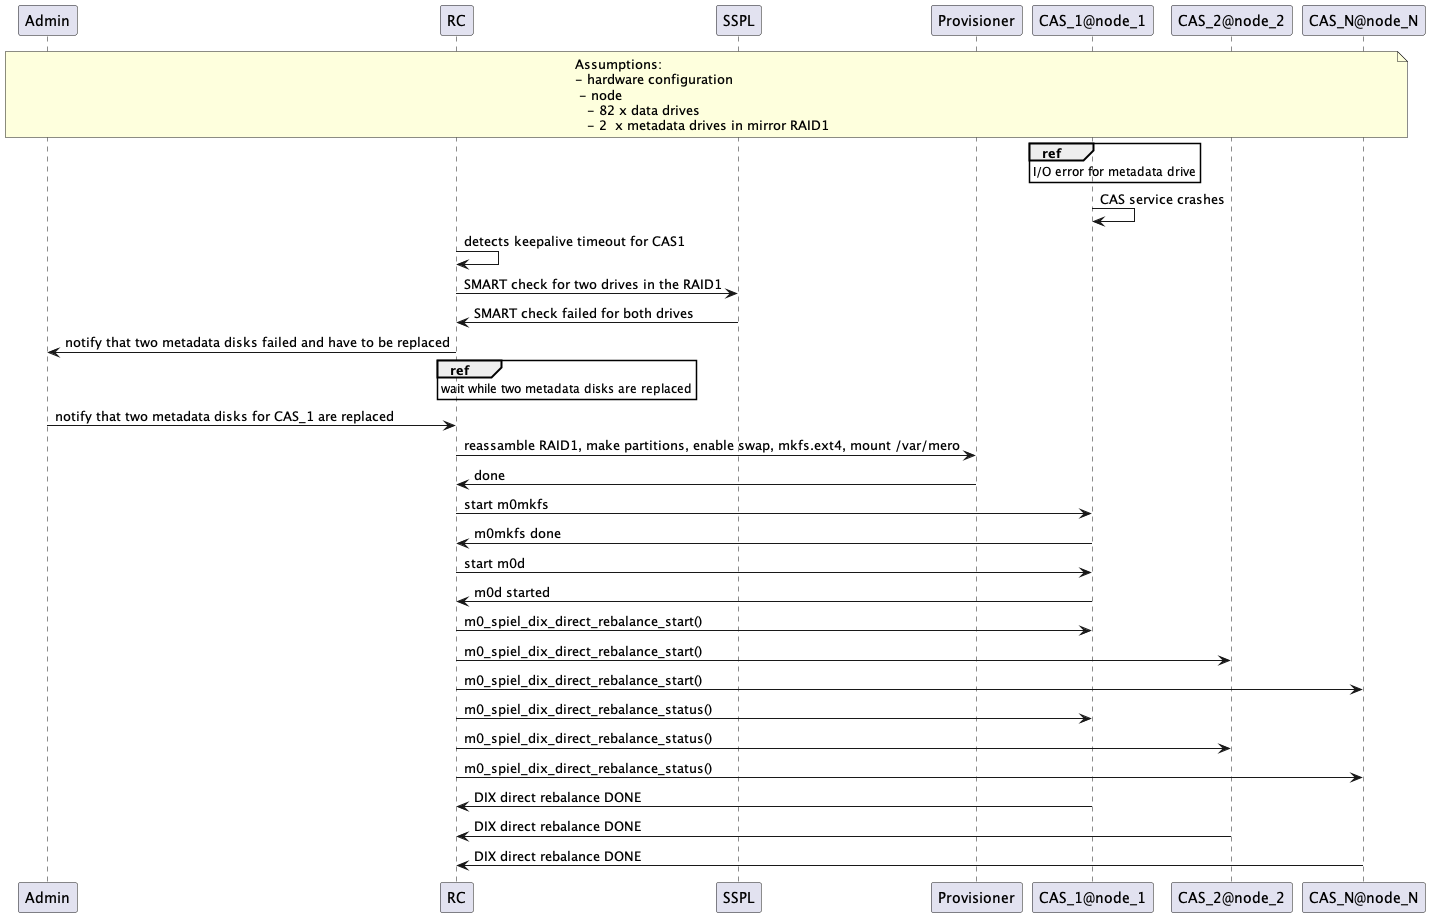 Admin
RC
SSPL
Provisioner
CAS_1@node_1
CAS_2@node_2
CAS_N@node_N
Assumptions:
- hardware configuration
- node
- 82 x data drives
- 2 x metadata drives in mirror RAID1
ref
I/O error for metadata drive
CAS service crashes
detects keepalive timeout for CAS1
SMART check for two drives in the RAID1
SMART check failed for both drives
notify that two metadata disks failed and have to be replaced
ref
wait while two metadata disks are replaced
notify that two metadata disks for CAS_1 are replaced
reassamble RAID1, make partitions, enable swap, mkfs.ext4, mount /var/mero
done
start m0mkfs
m0mkfs done
start m0d
m0d started
m0_spiel_dix_direct_rebalance_start()
m0_spiel_dix_direct_rebalance_start()
m0_spiel_dix_direct_rebalance_start()
m0_spiel_dix_direct_rebalance_status()
m0_spiel_dix_direct_rebalance_status()
m0_spiel_dix_direct_rebalance_status()
DIX direct rebalance DONE
DIX direct rebalance DONE
DIX direct rebalance DONE
Admin
RC
SSPL
Provisioner
CAS_1@node_1
CAS_2@node_2
CAS_N@node_N